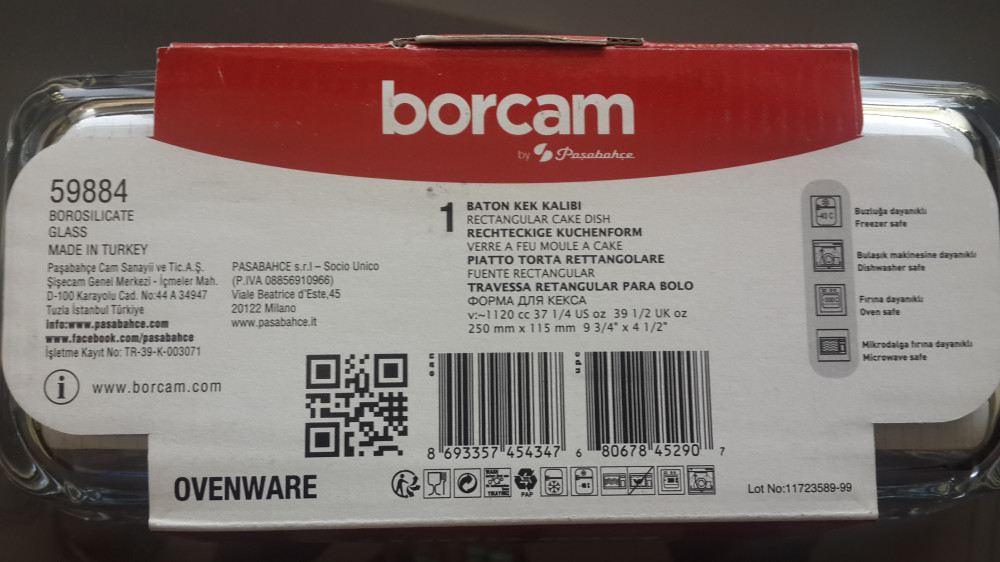 borcam
by Paşabahçe
59884
BOROSILICATE
GLASS
MADE IN TURKEY
Paşabahçe Cam Sanayii ve Tic.A.Ş.
Şişecam Genel Merkezi - İçmeler Mah.
D-100 Karayolu Cad. No:44 A 34947
Tuzla İstanbul Türkiye
Info:www.pasabahce.com
www.facebook.com/pasabahce
İşletme Kayıt No: TR-39-K-003071
i www.borcam.com
PASABAHCE s.r.l – Socio Unico
(P.IVA 08856910966)
Viale Beatrice d'Este,45
20122 Milano
www.pasabahce.it
1
BATON KEK KALIBI
RECTANGULAR CAKE DISH
RECHTECKIGE KUCHENFORM
VERRE A FEU MOULE A CAKE
PIATTO TORTA RETTANGOLARE
FUENTE RECTANGULAR
TRAVESSA RETANGULAR PARA BOLO
ФОРМА ДЛЯ КЕКСА
v:~1120 cc 37 1/4 US oz 39 1/2 UK oz
250 mm x 115 mm 9 3/4" x 4 1/2"
-40 C
Buzluğa dayanıklı
Freezer safe
Bulaşık makinesine dayanıklı
Dishwasher safe
Fırına dayanıklı
Oven safe
Mikrodalga fırına dayanıklı
Microwave safe
ean
8 693357 454347
upc
6 80678 45290 7
OVENWARE
PAP
Lot No:11723589-99